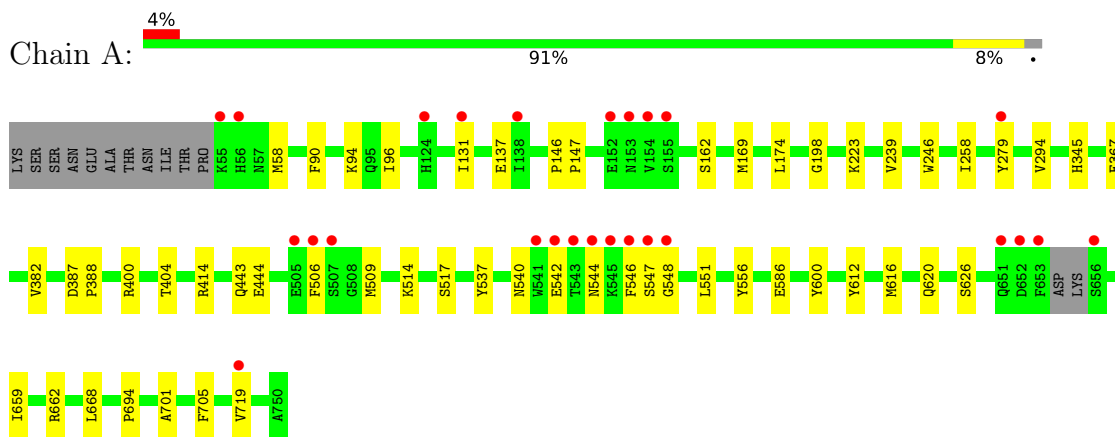 4%
Chain A:
91% 8% •
LYS SER SER ASN GLU ALA THR ASN ILE THR PRO K55 H56 N57 M58 F90 K94 Q95 I96 H124 I131 E137 I138 P146 P147 E152 N153 V154 S155 S162 M169 L174 G198 K223 V239 W246 I258 Y279 V294 H345 E367
V382 D387 P388 R400 T404 R414 Q443 E444 E505 F506 S507 G508 M509 K514 S517 Y537 N540 W541 E542 T543 N544 K545 F546 S547 G548 L551 Y556 E586 Y600 Y612 M616 Q620 S626 Q651 D652 F653 ASP LYS S656
I659 R662 L668 P694 A701 F705 V719 A750